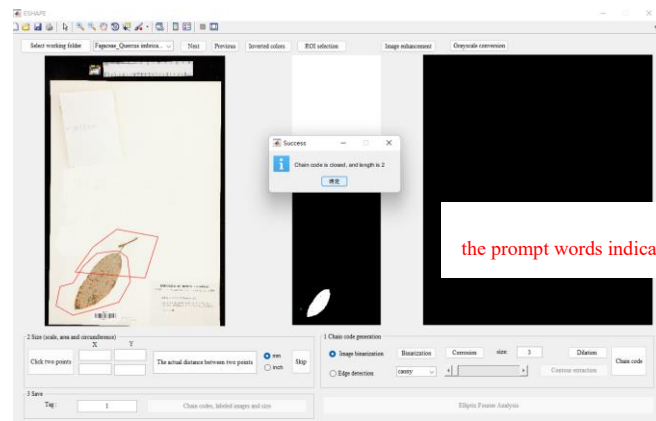 ESHAPE
Select working folder
Fagaceae_Quercus imbrica...
Next
Previous
Inverted colors
ROI selection
Image enhancement
Grayscale conversion
Success
Chain code is closed, and length is 2
确定
the prompt words indica
2 Size (scale, area and circumference)
X Y
Click two points
The actual distance between two points
mm
inch
Skip
1 Chain code generation
Image binarization
Binarization
Corrosion
size
3
Dilation
Edge detection
canny
Contour extraction
Chain code
3 Save
Tag:
1
Chain codes, labeled images and size
Elliptic Fourier Analysis